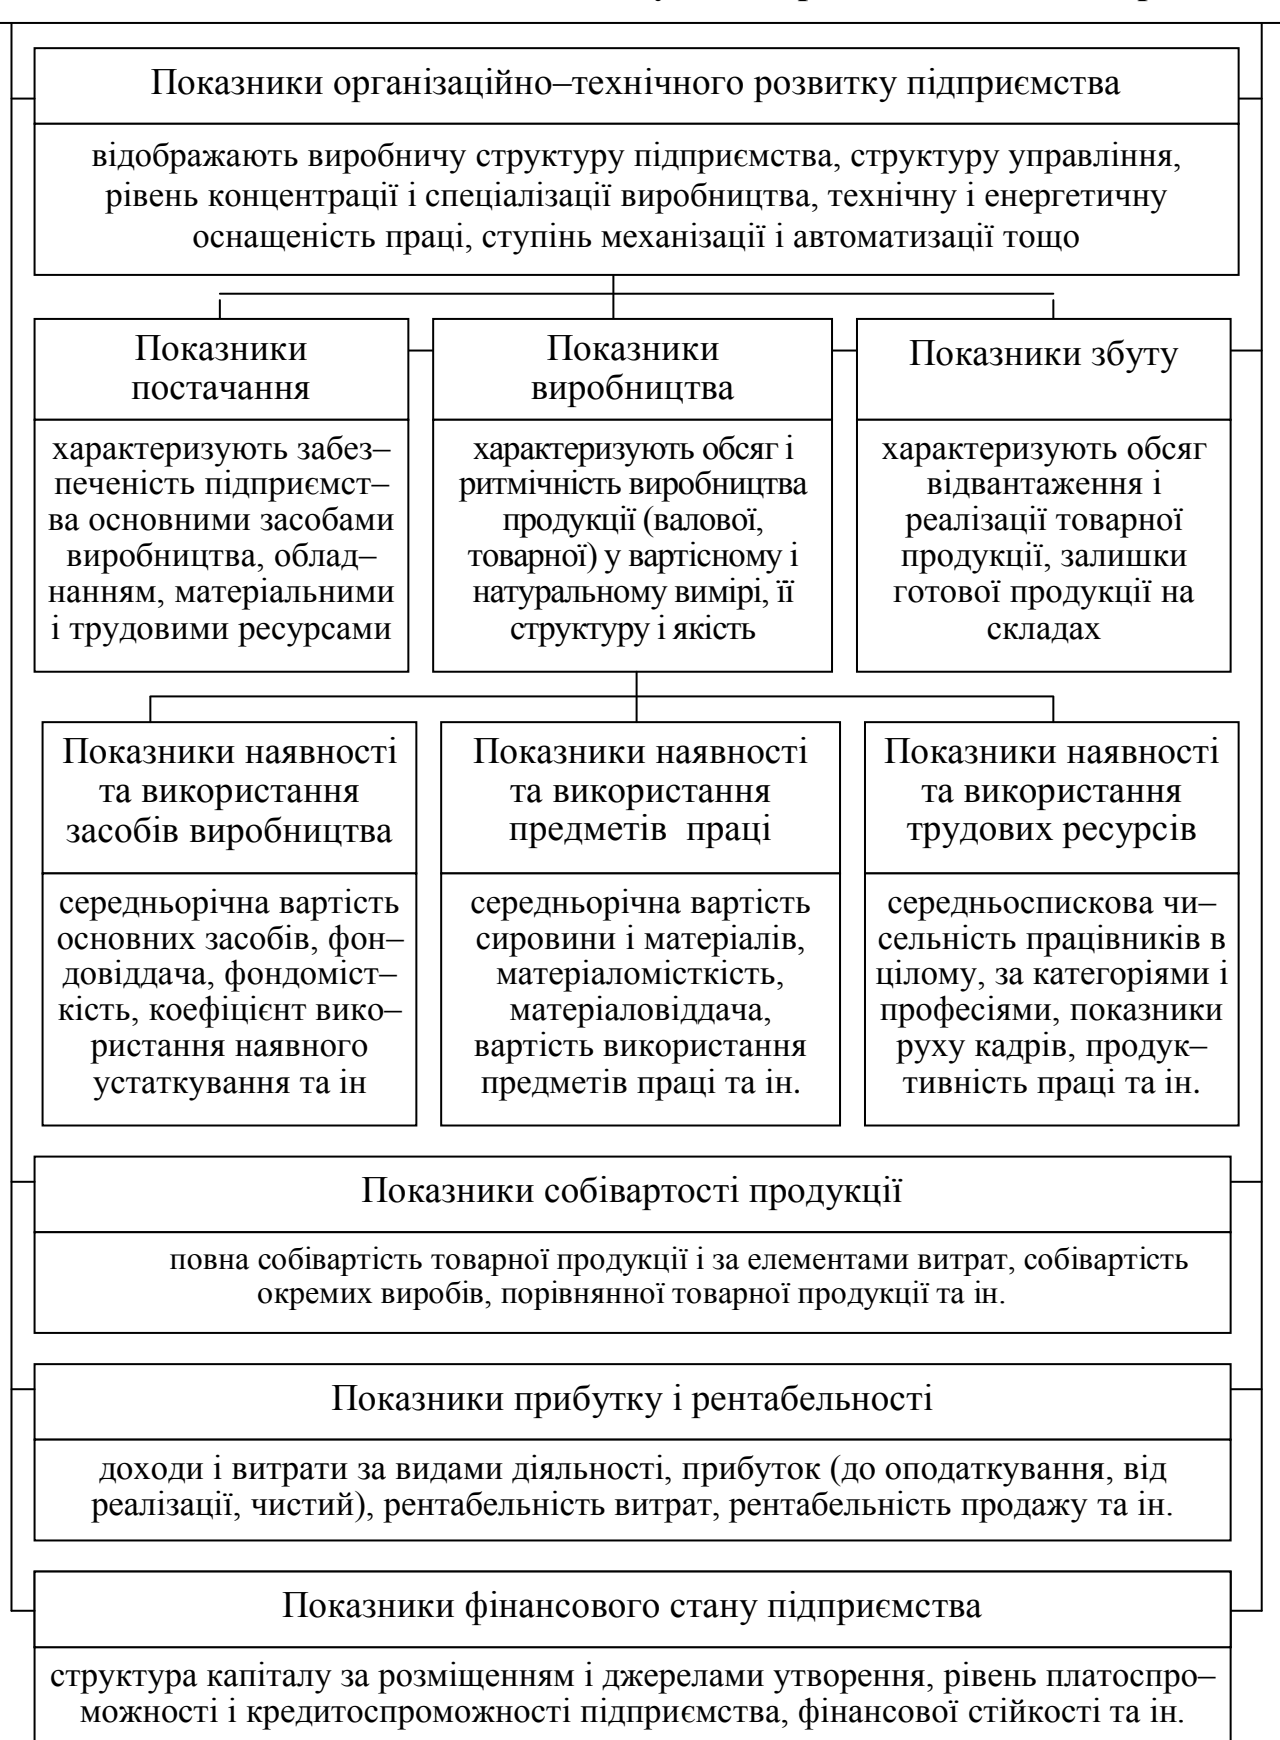 Показники організаційно–технічного розвитку підприємства
відображають виробничу структуру підприємства, структуру управління,
рівень концентрації і спеціалізації виробництва, технічну і енергетичну
оснащеність праці, ступінь механізації і автоматизації тощо
Показники
постачання
характеризують забез–
печеність підприємст–
ва основними засобами
виробництва, облад–
нанням, матеріальними
і трудовими ресурсами
Показники
виробництва
характеризують обсяг і
ритмічність виробництва
продукції (валової,
товарної) у вартісному і
натуральному вимірі, її
структуру і якість
Показники збуту
характеризують обсяг
відвантаження і
реалізації товарної
продукції, залишки
готової продукції на
складах
Показники наявності
та використання
засобів виробництва
середньорічна вартість
основних засобів, фон–
довіддача, фондоміст–
кість, коефіцієнт вико–
ристання наявного
устаткування та ін
Показники наявності
та використання
предметів праці
середньорічна вартість
сировини і матеріалів,
матеріаломісткість,
матеріаловіддача,
вартість використання
предметів праці та ін.
Показники наявності
та використання
трудових ресурсів
середньоспискова чи–
сельність працівників в
цілому, за категоріями і
професіями, показники
руху кадрів, продук–
тивність праці та ін.
Показники собівартості продукції
повна собівартість товарної продукції і за елементами витрат, собівартість
окремих виробів, порівнянної товарної продукції та ін.
Показники прибутку і рентабельності
доходи і витрати за видами діяльності, прибуток (до оподаткування, від
реалізації, чистий), рентабельність витрат, рентабельність продажу та ін.
Показники фінансового стану підприємства
структура капіталу за розміщенням і джерелами утворення, рівень платоспро–
можності і кредитоспроможності підприємства, фінансової стійкості та ін.